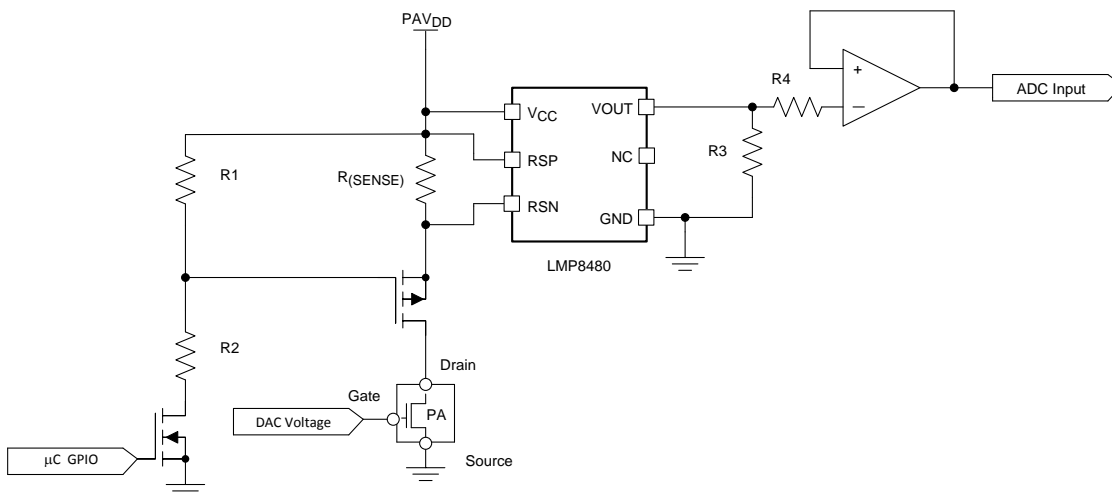 PAVDD
R4
+
−
ADC Input
VCC
VOUT
R1
R(SENSE)
RSP
NC
R3
RSN
GND
LMP8480
R2
Drain
Gate
PA
DAC Voltage
Source
μC GPIO